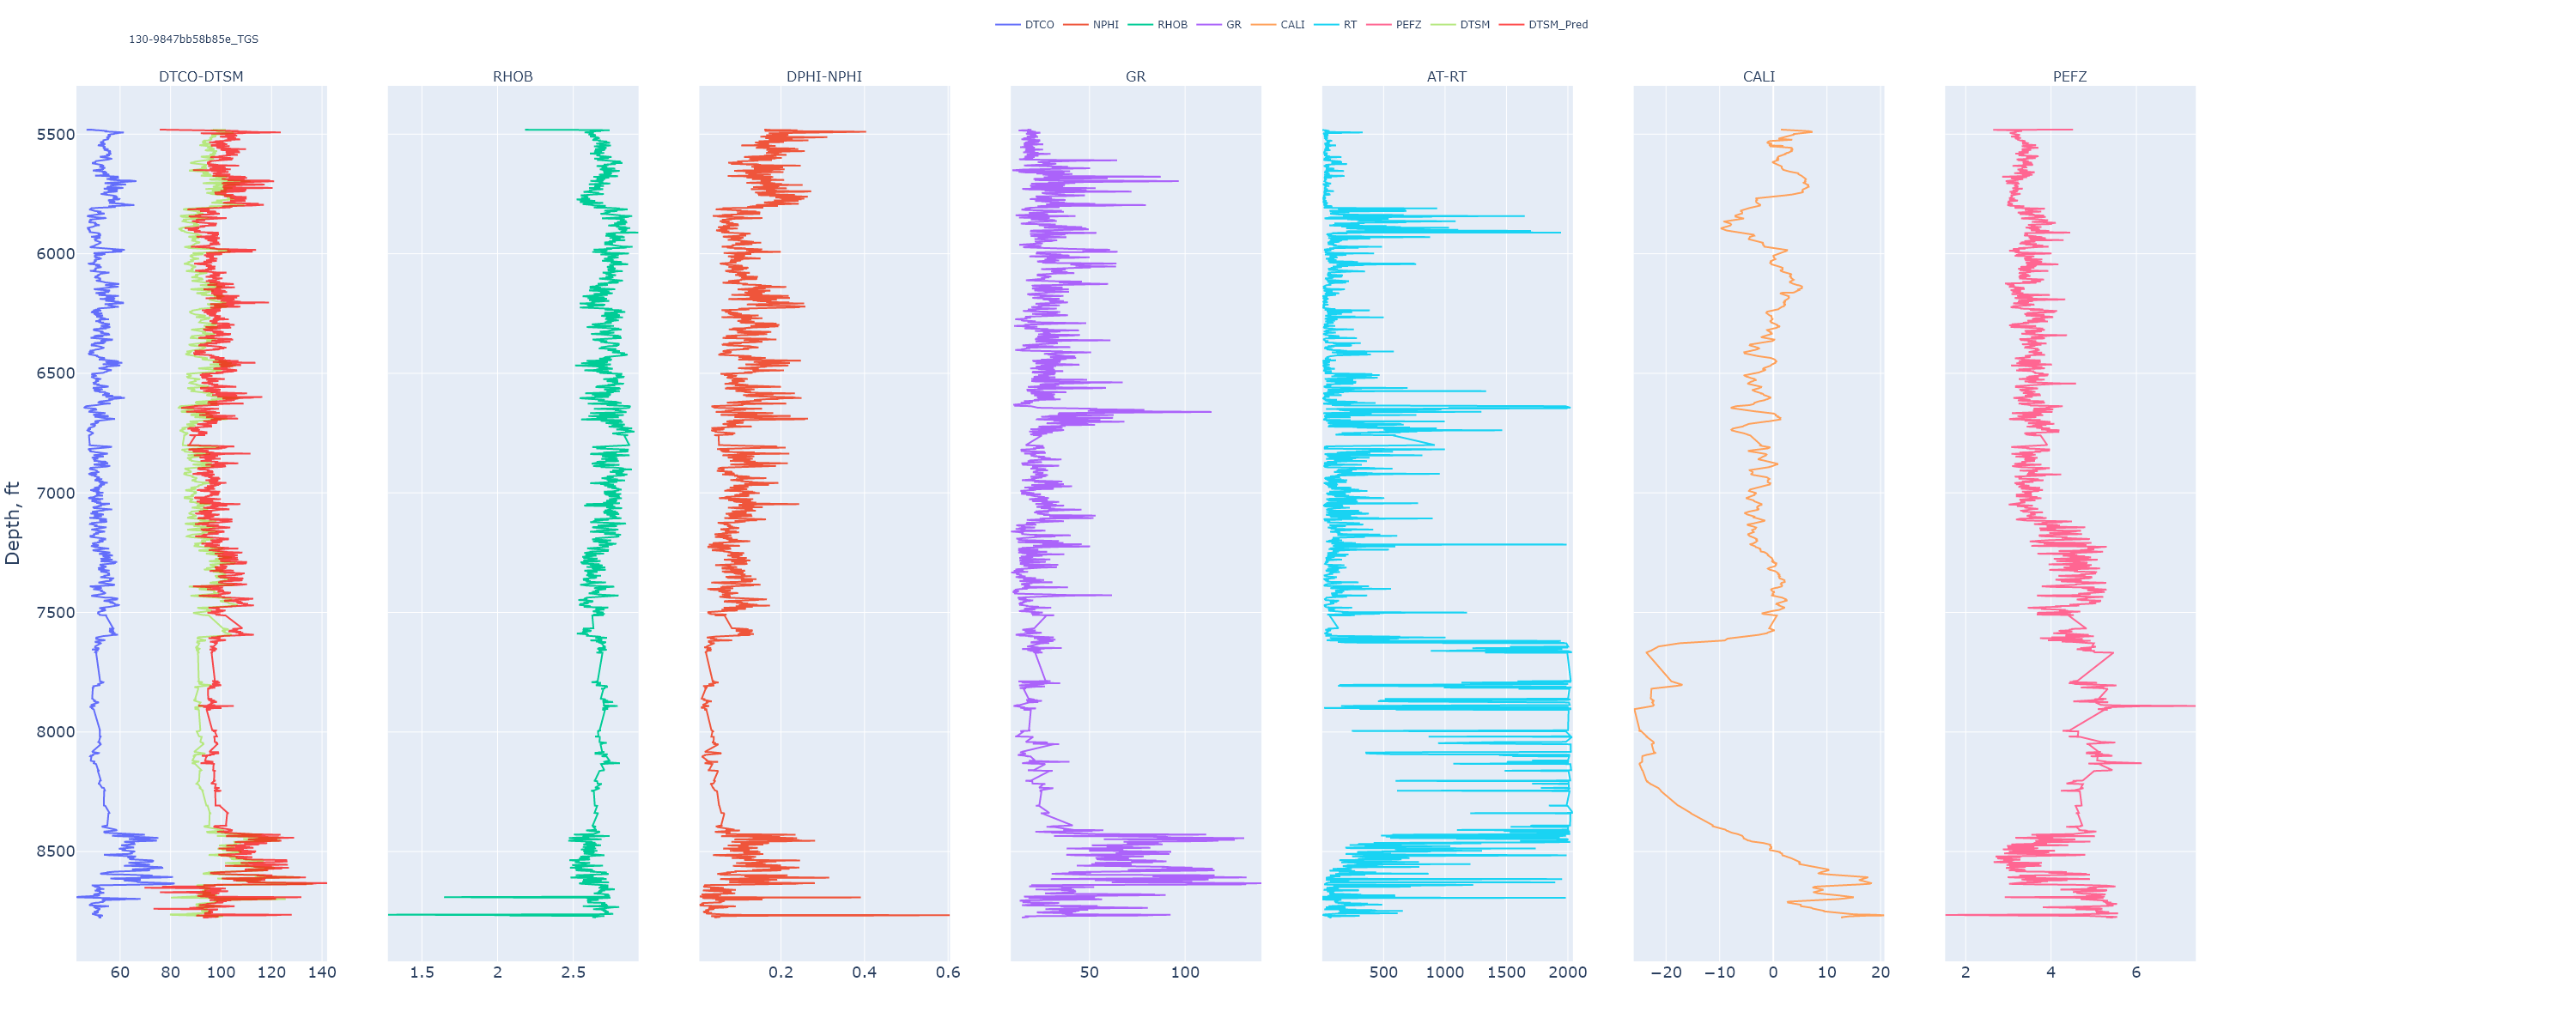 DTCO NPHI RHOB GR CALI RT PEFZ DTSM DTSM_Pred
130-9847bb58b85e_TGS
DTCO-DTSM RHOB DPHI-NPHI GR AT-RT CALI PEFZ
Depth, ft
5500
6000
6500
7000
7500
8000
8500
60 80 100 120 140 1.5 2 2.5 0.2 0.4 0.6 50 100 500 1000 1500 2000 −20 −10 0 10 20 2 4 6